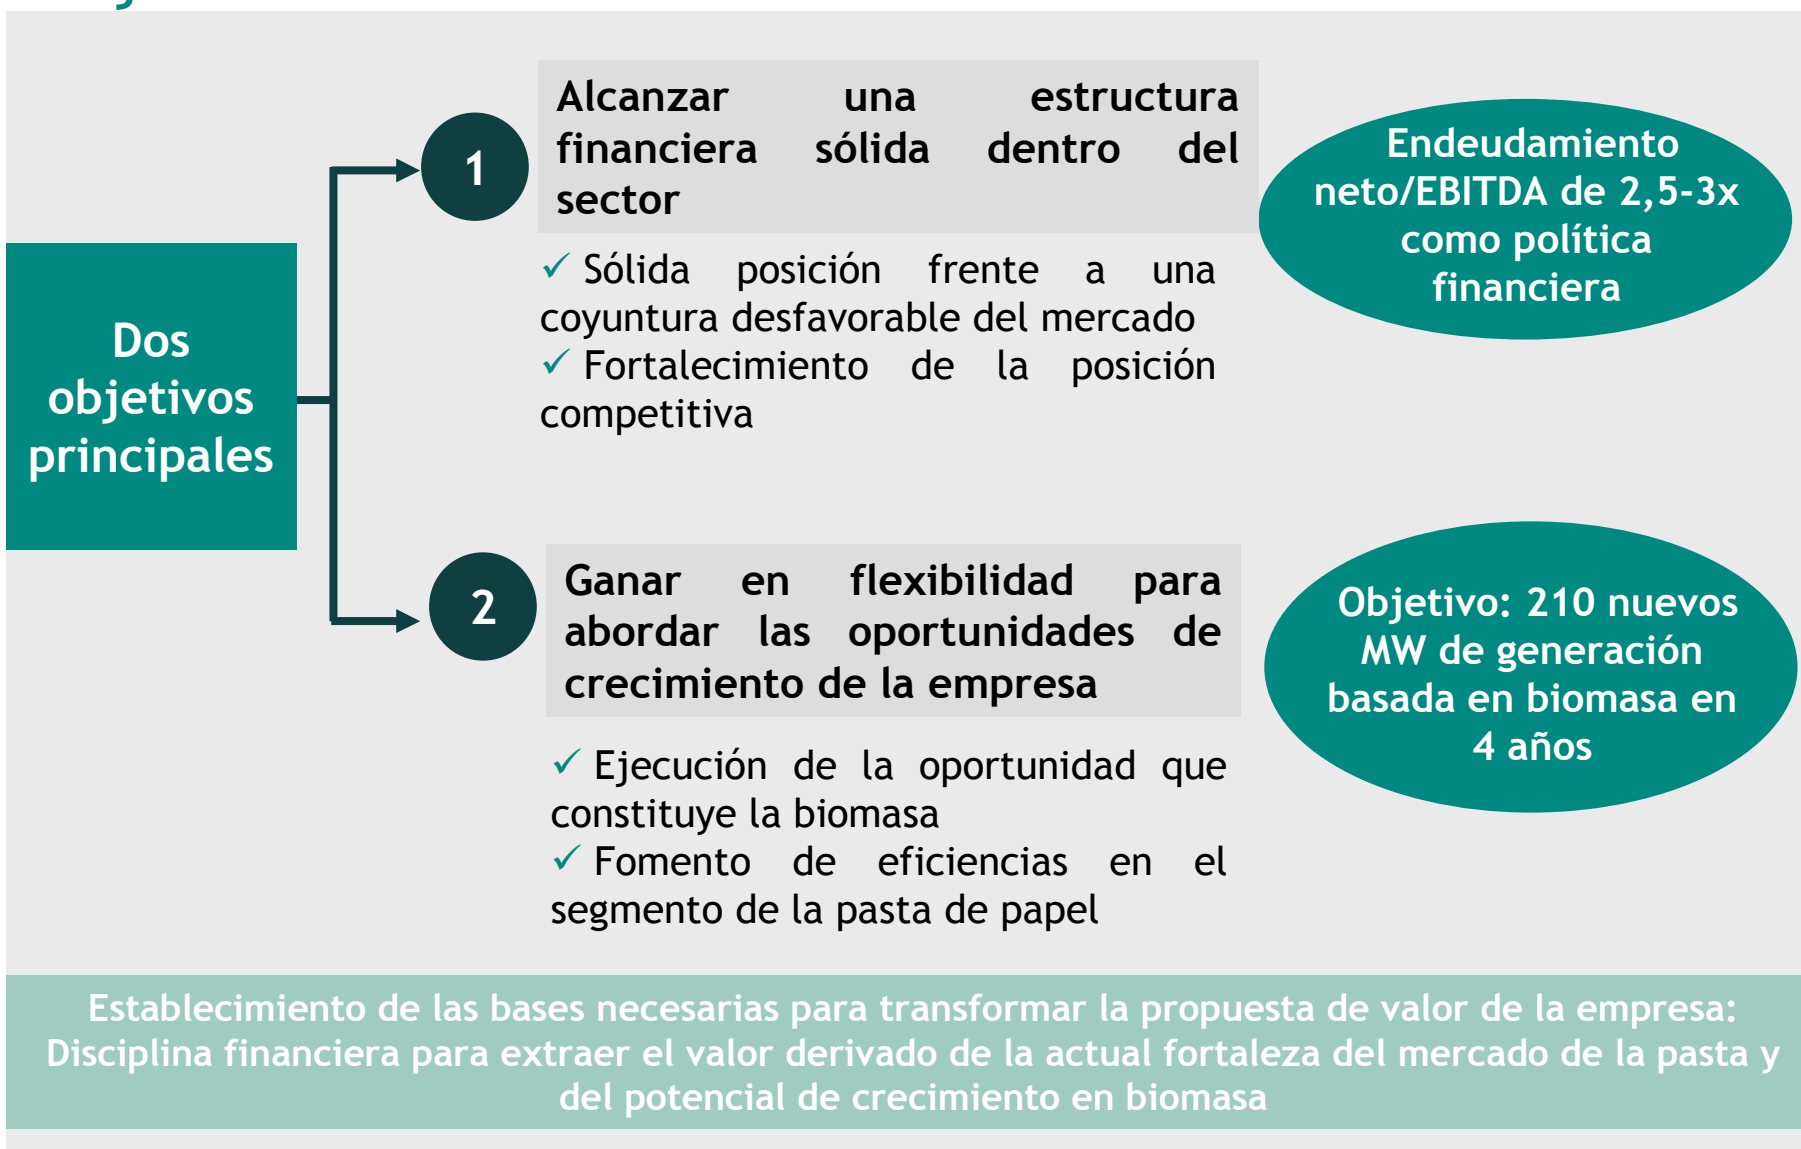 Dos
objetivos
principales
1
Alcanzar una estructura
financiera sólida dentro del
sector
✓ Sólida posición frente a una
coyuntura desfavorable del mercado
✓ Fortalecimiento de la posición
competitiva
Endeudamiento
neto/EBITDA de 2,5-3x
como política
financiera
2
Ganar en flexibilidad para
abordar las oportunidades de
crecimiento de la empresa
✓ Ejecución de la oportunidad que
constituye la biomasa
✓ Fomento de eficiencias en el
segmento de la pasta de papel
Objetivo: 210 nuevos
MW de generación
basada en biomasa en
4 años
Establecimiento de las bases necesarias para transformar la propuesta de valor de la empresa:
Disciplina financiera para extraer el valor derivado de la actual fortaleza del mercado de la pasta y
del potencial de crecimiento en biomasa